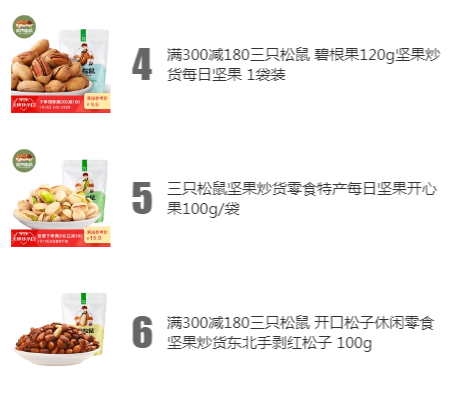 4
满300减180三只松鼠 碧根果120g坚果炒
货每日坚果 1袋装
5
三只松鼠坚果炒货零食特产每日坚果开心
果100g/袋
6
满300减180三只松鼠 开口松子休闲零食
坚果炒货东北手剥红松子 100g